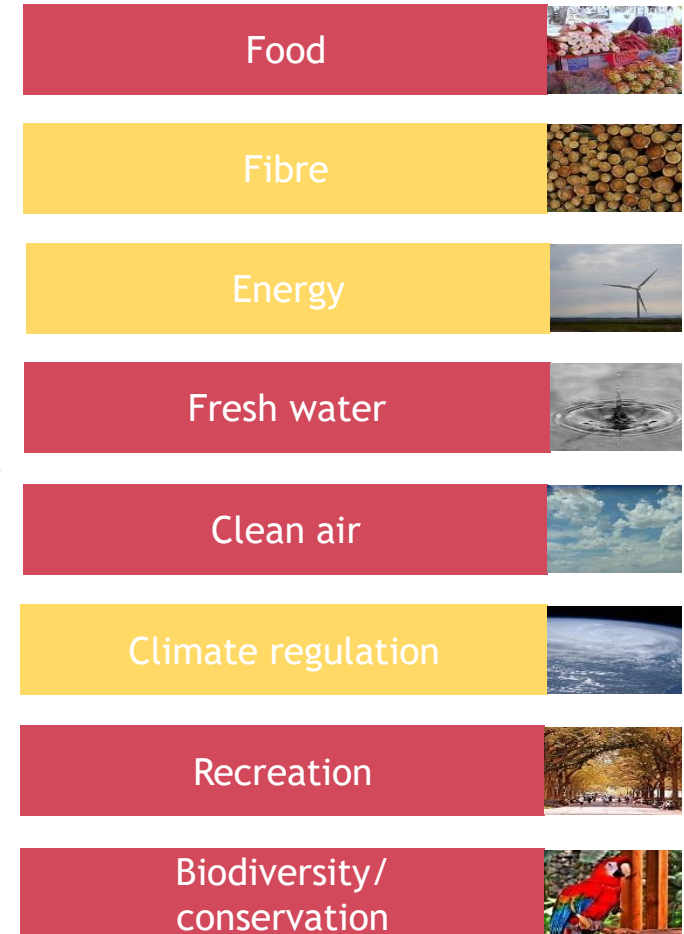 Food
Fibre
Energy
Fresh water
Clean air
Climate regulation
Recreation
Biodiversity/
conservation